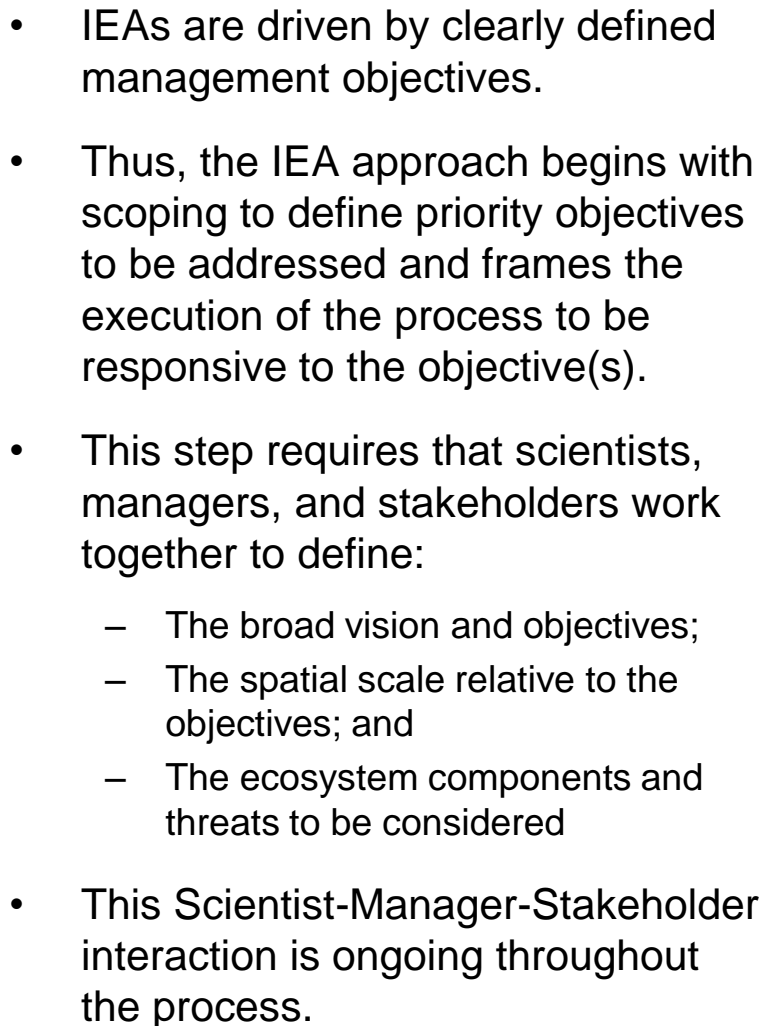 • IEAs are driven by clearly defined
management objectives.
• Thus, the IEA approach begins with
scoping to define priority objectives
to be addressed and frames the
execution of the process to be
responsive to the objective(s).
• This step requires that scientists,
managers, and stakeholders work
together to define:
– The broad vision and objectives;
– The spatial scale relative to the
objectives; and
– The ecosystem components and
threats to be considered
• This Scientist-Manager-Stakeholder
interaction is ongoing throughout
the process.